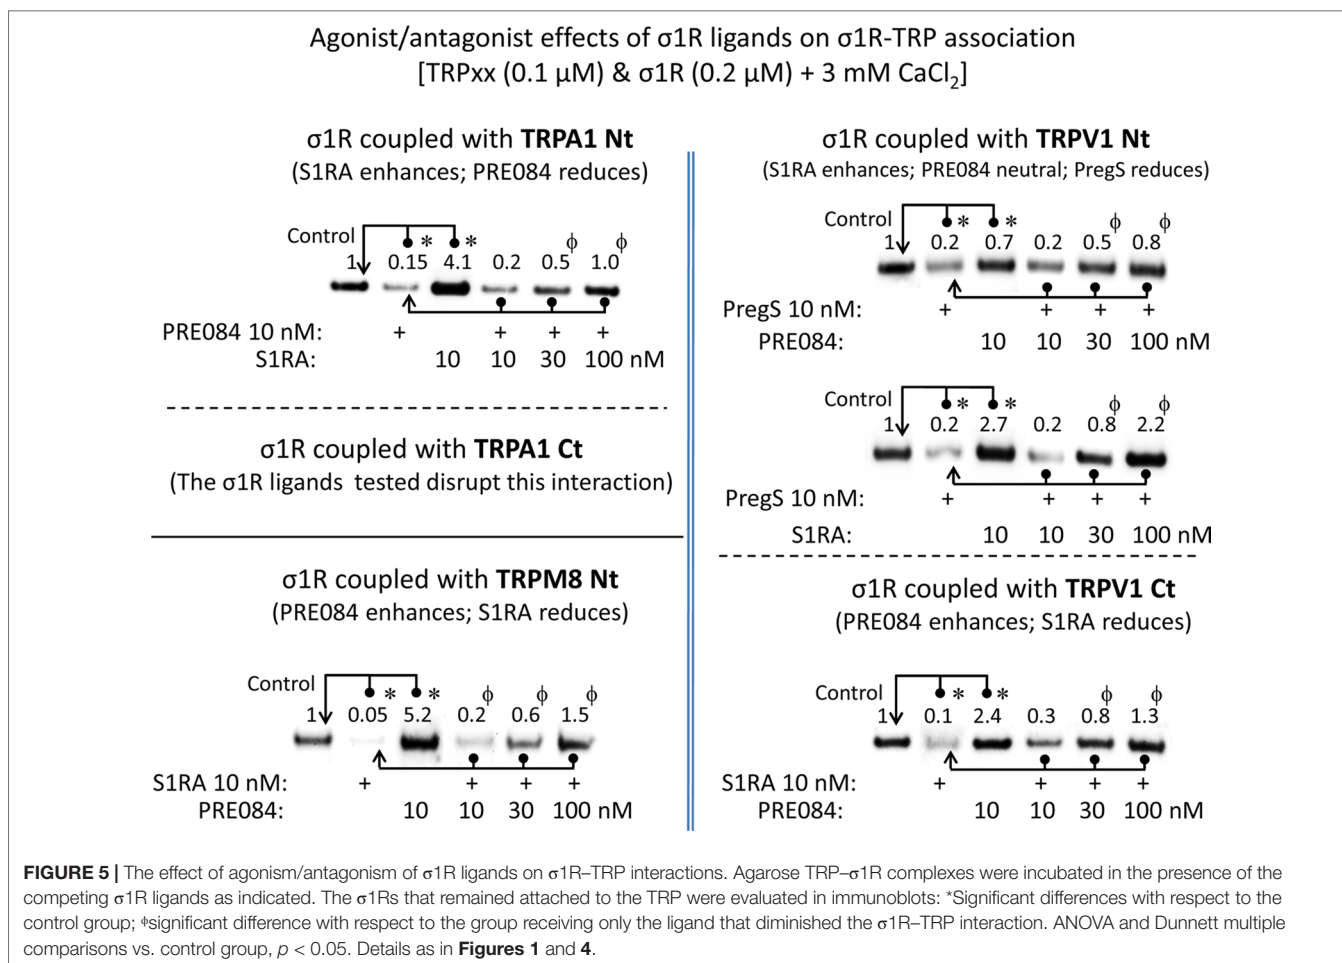 Agonist/antagonist effects of σ1R ligands on σ1R-TRP association
[TRPxx (0.1 μM) & σ1R (0.2 μM) + 3 mM CaCl2]
σ1R coupled with TRPA1 Nt
(S1RA enhances; PRE084 reduces)
Control * *
1 0.15 4.1 0.2 0.5ϕ 1.0ϕ
PRE084 10 nM: + + + +
S1RA: 10 10 30 100 nM
σ1R coupled with TRPA1 Ct
(The σ1R ligands tested disrupt this interaction)
σ1R coupled with TRPM8 Nt
(PRE084 enhances; S1RA reduces)
Control * *
1 0.05 5.2 0.2ϕ 0.6ϕ 1.5ϕ
S1RA 10 nM: + + + +
PRE084: 10 10 30 100 nM
σ1R coupled with TRPV1 Nt
(S1RA enhances; PRE084 neutral; PregS reduces)
Control * *
1 0.2 0.7 0.2 0.5ϕ 0.8ϕ
PregS 10 nM: + + + +
PRE084: 10 10 30 100 nM
Control * *
1 0.2 2.7 0.2 0.8ϕ 2.2ϕ
PregS 10 nM: + + + +
S1RA: 10 10 30 100 nM
σ1R coupled with TRPV1 Ct
(PRE084 enhances; S1RA reduces)
Control * *
1 0.1 2.4 0.3 0.8ϕ 1.3ϕ
S1RA 10 nM: + + + +
PRE084: 10 10 30 100 nM
FIGURE 5 | The effect of agonism/antagonism of σ1R ligands on σ1R–TRP interactions. Agarose TRP–σ1R complexes were incubated in the presence of the
competing σ1R ligands as indicated. The σ1Rs that remained attached to the TRP were evaluated in immunoblots: *Significant differences with respect to the
control group; ϕsignificant difference with respect to the group receiving only the ligand that diminished the σ1R–TRP interaction. ANOVA and Dunnett multiple
comparisons vs. control group, p < 0.05. Details as in Figures 1 and 4.